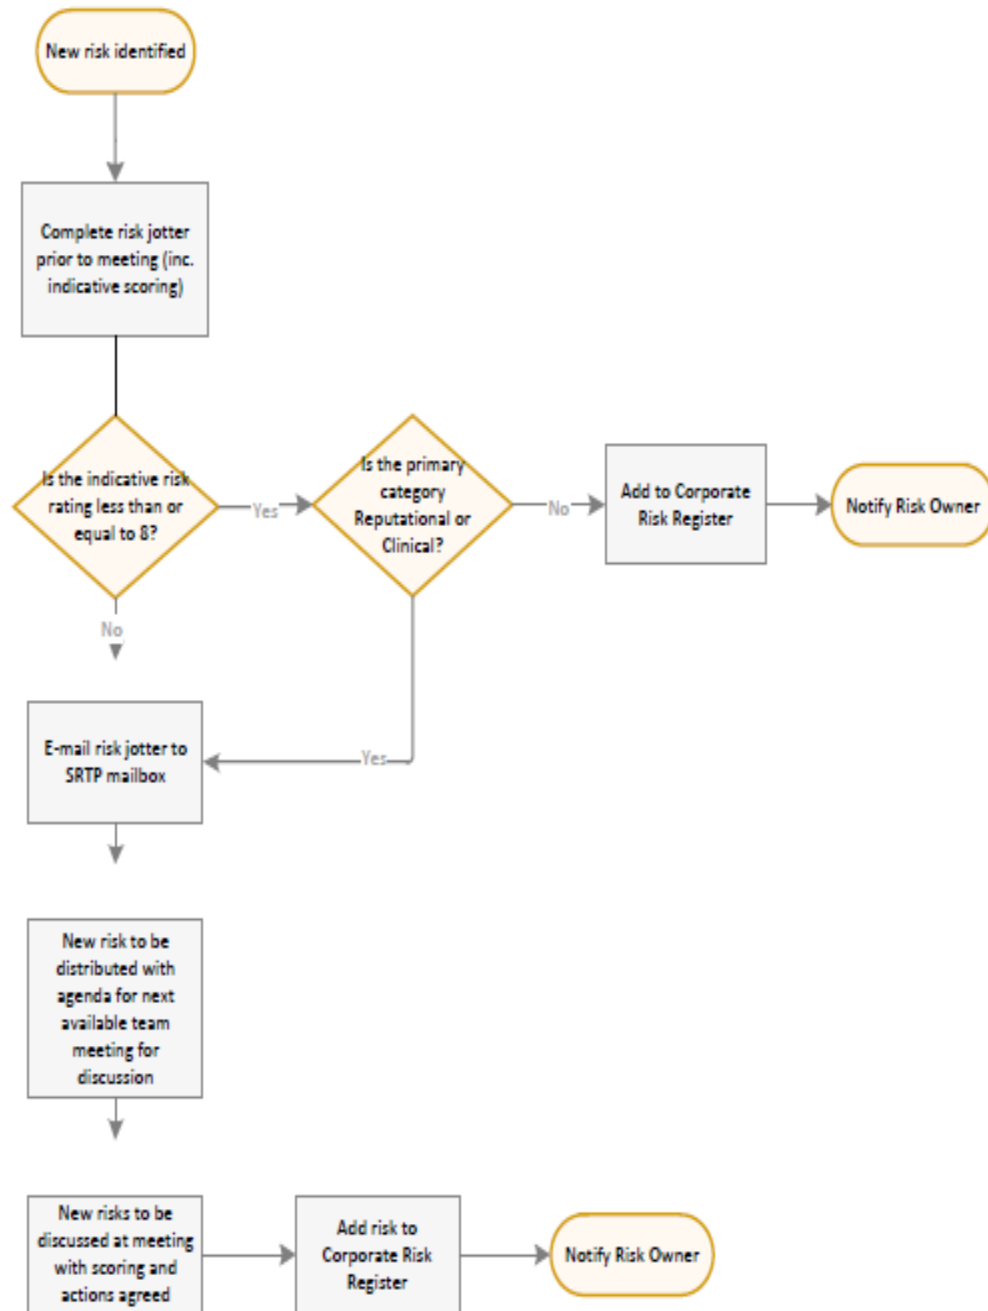 New risk identified
Complete risk jotter
prior to meeting (inc.
indicative scoring)
Is the indicative risk
rating less than or
equal to 8?
Yes
Is the primary
category
Reputational or
Clinical?
No
Add to Corporate
Risk Register
Notify Risk Owner
No
E-mail risk jotter to
SRTP mailbox
Yes
New risk to be
distributed with
agenda for next
available team
meeting for
discussion
New risks to be
discussed at meeting
with scoring and
actions agreed
Add risk to
Corporate Risk
Register
Notify Risk Owner